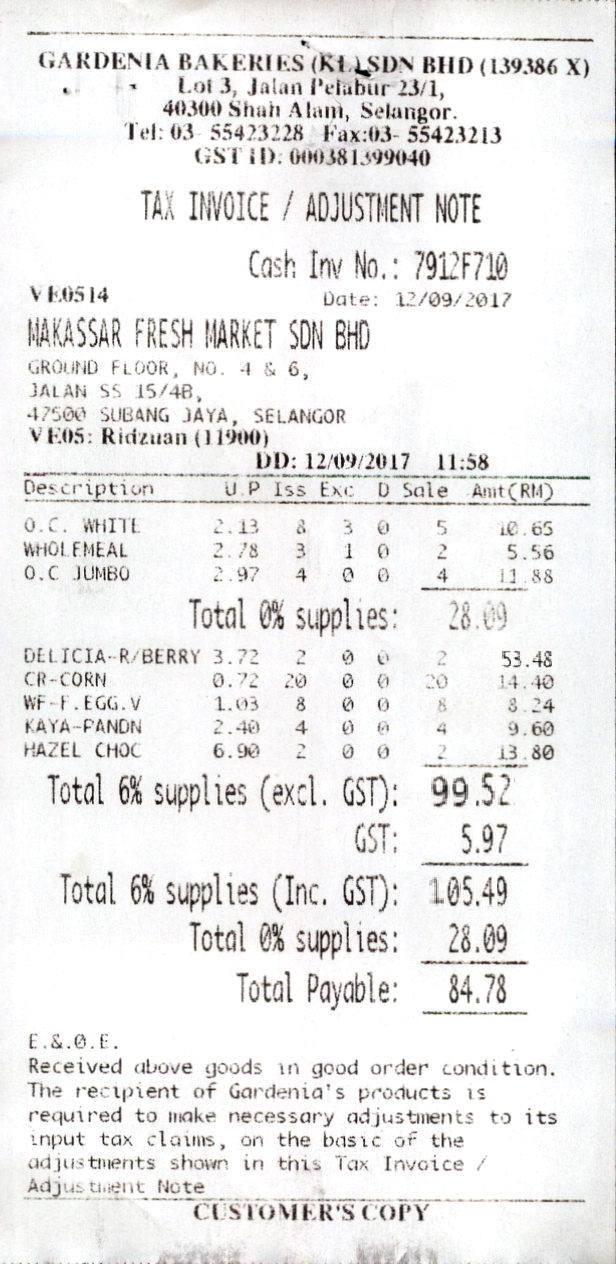 GARDENIA BAKERIES (KL) SDN BHD (139386 X)
Lot 3, Jalan Pelabur 23/1,
40300 Shah Alam, Selangor.
Tel: 03- 55423228 Fax:03- 55423213
GST ID: 000381399040
TAX INVOICE / ADJUSTMENT NOTE
Cash Inv No.: 7912F710
VE0514 Date: 12/09/2017
MAKASSAR FRESH MARKET SDN BHD
GROUND FLOOR, NO. 4 & 6,
JALAN SS 15/4B,
47500 SUBANG JAYA, SELANGOR
VE05: Ridzuan (11900)
DD: 12/09/2017 11:58
Description U.P Iss Exc D Sale Amt(RM)
O.C. WHITE 2.13 8 3 0 5 10.65
WHOLEMEAL 2.78 3 1 0 2 5.56
O.C JUMBO 2.97 4 0 0 4 11.88
Total 0% supplies: 28.09
DELICIA-R/BERRY 3.72 2 0 0 2 53.48
CR-CORN 0.72 20 0 0 20 14.40
WF-F.EGG.V 1.03 8 0 0 8 8.24
KAYA-PANDN 2.40 4 0 0 4 9.60
HAZEL CHOC 6.90 2 0 0 2 13.80
Total 6% supplies (excl. GST): 99.52
GST: 5.97
Total 6% supplies (Inc. GST): 105.49
Total 0% supplies: 28.09
Total Payable: 84.78
E.&.O.E.
Received above goods in good order condition.
The recipient of Gardenia's products is
required to make necessary adjustments to its
input tax claims, on the basic of the
adjustments shown in this Tax Invoice /
Adjustment Note
CUSTOMER'S COPY